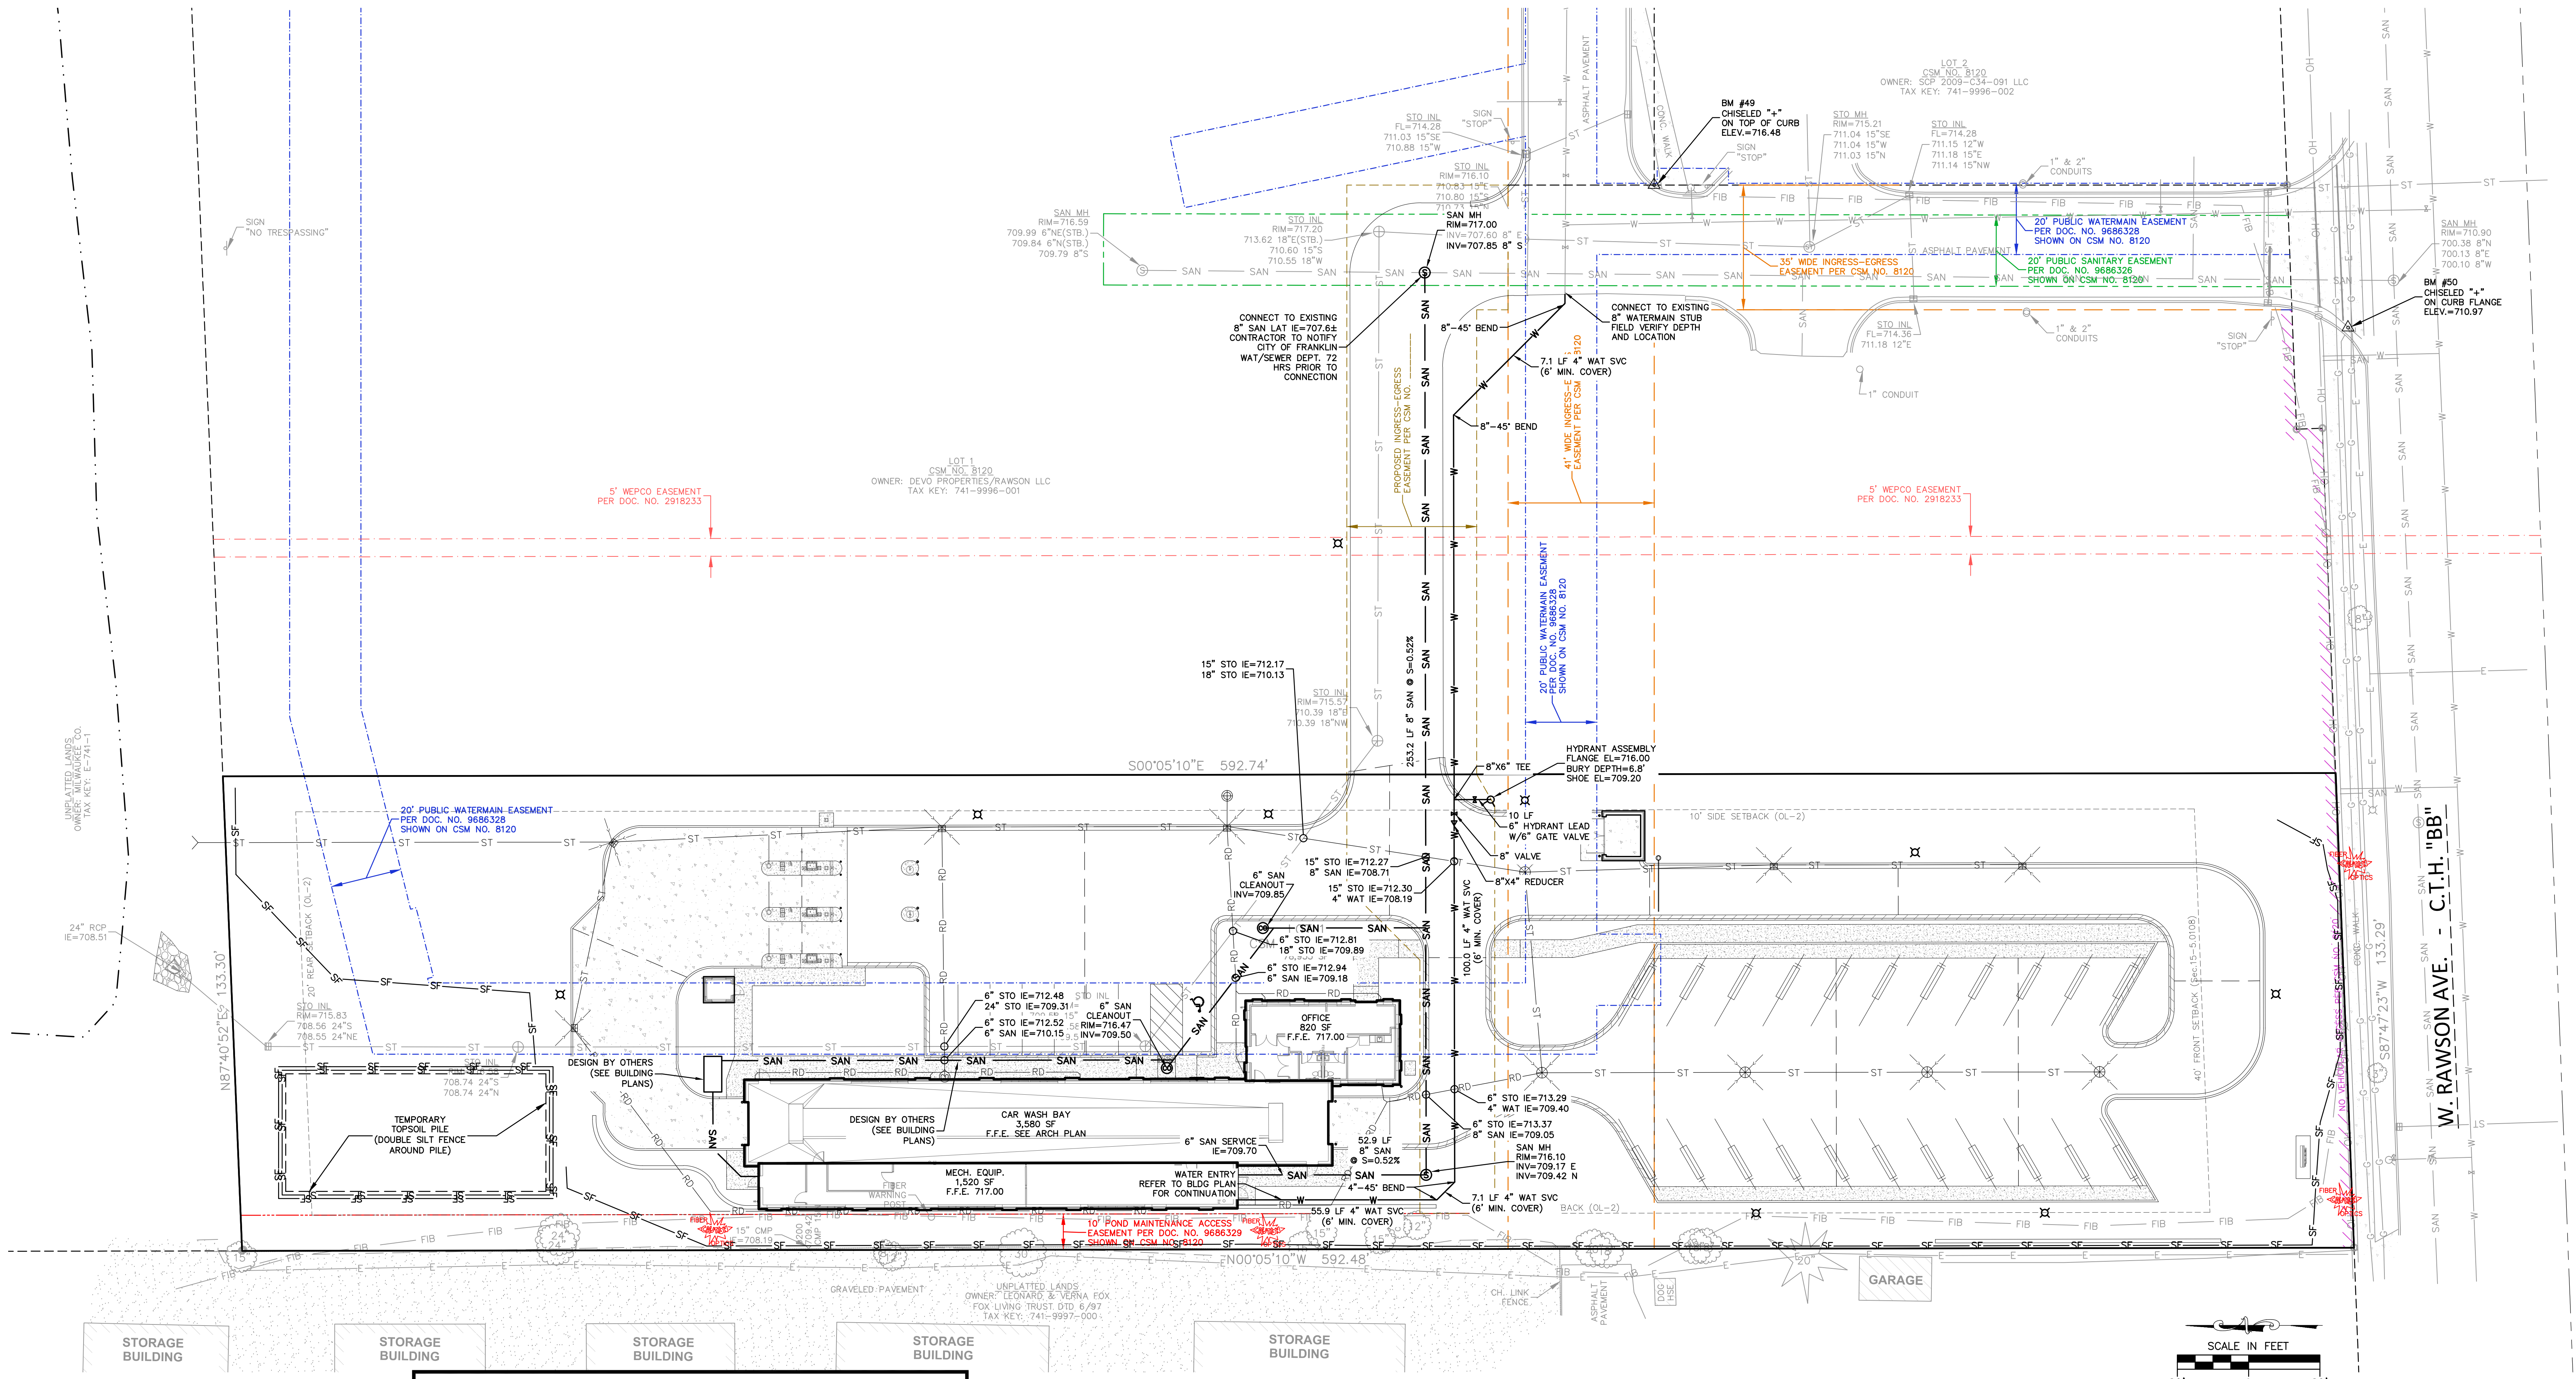 SIGN
"NO TRESPASSING"
SAN MH
RIM=716.59
709.99 6"NE(STB.)
709.84 6"N(STB.)
709.79 8"S
STO INL
RIM=717.20
713.62 18"E(STB.)
710.60 15"S
710.55 18"W
STO INL
FL=714.28
711.03 15"SE
710.88 15"W
STO INL
RIM=716.10
710.83 15"E
710.80 15"S
SAN MH
RIM=717.00
INV=707.60 8" E
INV=707.85 8" S
SIGN
"STOP"
ASPHALT PAVEMENT
CONC. WALK
BM #49
CHISELED "+"
ON TOP OF CURB
ELEV.=716.48
SIGN
"STOP"
STO MH
RIM=715.21
711.04 15"SE
711.04 15"W
711.03 15"N
LOT 2
CSM NO. 8120
OWNER: SCP 2009-C34-091 LLC
TAX KEY: 741-9996-002
STO INL
FL=714.28
711.15 12"W
711.18 15"E
711.14 15"NW
1" & 2"
CONDUITS
20' PUBLIC WATERMAIN EASEMENT
PER DOC. NO. 9686328
SHOWN ON CSM NO. 8120
ASPHALT PAVEMENT
35' WIDE INGRESS-EGRESS
EASEMENT PER CSM NO. 8120
20' PUBLIC SANITARY EASEMENT
PER DOC. NO. 9686326
SHOWN ON CSM NO. 8120
SAN MH
RIM=710.90
700.38 8"N
700.13 8"E
700.10 8"W
BM #50
CHISELED "+"
ON CURB FLANGE
ELEV.=710.97
CONNECT TO EXISTING
8" SAN LAT IE=707.6±
CONTRACTOR TO NOTIFY
CITY OF FRANKLIN
WAT/SEWER DEPT. 72
HRS PRIOR TO
CONNECTION
8"-45° BEND
CONNECT TO EXISTING
8" WATERMAIN STUB
FIELD VERIFY DEPTH
AND LOCATION
7.1 LF 4" WAT SVC
(6' MIN. COVER)
8"-45° BEND
STO INL
FL=714.36
711.18 12"E
1" & 2"
CONDUITS
SIGN
"STOP"
1" CONDUIT
PROPOSED INGRESS-EGRESS
EASEMENT PER CSM NO.
41' WIDE INGRESS-E
EASEMENT PER CSM 8120
LOT 1
CSM NO. 8120
OWNER: DEVO PROPERTIES/RAWSON LLC
TAX KEY: 741-9996-001
5' WEPCO EASEMENT
PER DOC. NO. 2918233
5' WEPCO EASEMENT
PER DOC. NO. 2918233
20' PUBLIC WATERMAIN EASEMENT
PER DOC. NO. 9686328
SHOWN ON CSM NO. 8120
253.2 LF 8" SAN @ S=0.52%
15" STO IE=712.17
18" STO IE=710.13
STO INL
RIM=715.57
710.39 18"E
710.39 18"NW
UNPLATTED LANDS
OWNER: MILWAUKEE CO.
TAX KEY: E-741-1
S00°05'10"E 592.74'
8"X6" TEE
HYDRANT ASSEMBLY
FLANGE EL=716.00
BURY DEPTH=6.8'
SHOE EL=709.20
10 LF
6" HYDRANT LEAD
W/6" GATE VALVE
8" VALVE
8"X4" REDUCER
10' SIDE SETBACK (OL-2)
20' PUBLIC WATERMAIN EASEMENT
PER DOC. NO. 9686328
SHOWN ON CSM NO. 8120
20' REAR SETBACK (OL-2)
24" RCP
IE=708.51
N87°40'52"E 133.30'
6" SAN
CLEANOUT
INV=709.85
15" STO IE=712.27
8" SAN IE=708.71
15" STO IE=712.30
4" WAT IE=708.19
100.0 LF 4" WAT SVC
(6' MIN. COVER)
6" STO IE=712.81
18" STO IE=709.89
6" STO IE=712.94
6" SAN IE=709.18
STO INL
RIM=715.83
708.56 24"S
708.55 24"NE
6" STO IE=712.48
24" STO IE=709.31
6" STO IE=712.52
6" SAN IE=710.15
6" SAN
CLEANOUT
RIM=716.47
INV=709.50
OFFICE
820 SF
F.F.E. 717.00
708.74 24"S
708.74 24"N
DESIGN BY OTHERS
(SEE BUILDING
PLANS)
TEMPORARY
TOPSOIL PILE
(DOUBLE SILT FENCE
AROUND PILE)
DESIGN BY OTHERS
(SEE BUILDING
PLANS)
CAR WASH BAY
3,580 SF
F.F.E. SEE ARCH PLAN
6" SAN SERVICE
IE=709.70
MECH. EQUIP.
1,520 SF
F.F.E. 717.00
FIBER
WARNING
POST
WATER ENTRY
REFER TO BLDG PLAN
FOR CONTINUATION
52.9 LF
8" SAN
@ S=0.52%
4"-45° BEND
55.9 LF 4" WAT SVC
(6' MIN. COVER)
6" STO IE=713.29
4" WAT IE=709.40
6" STO IE=713.37
8" SAN IE=709.05
SAN MH
RIM=716.10
INV=709.17 E
INV=709.42 N
7.1 LF 4" WAT SVC
(6' MIN. COVER)
BACK (OL-2)
40' FRONT SETBACK (Sec.15-5.0108)
CONC. WALK
S87°47'23"W 133.29'
W. RAWSON AVE. - C.T.H. "BB"
FIBER
OPTICS
10' POND MAINTENANCE ACCESS
EASEMENT PER DOC. NO. 9686329
SHOWN ON CSM NO. 8120
15" CMP
IE=708.19
N00°05'10"W 592.48'
GRAVELED PAVEMENT
UNPLATTED LANDS
OWNER: LEONARD & VERNA FOX
FOX LIVING TRUST DTD 6/97
TAX KEY: 741-9997-000
CH. LINK
FENCE
ASPHALT
PAVEMENT
DOG
HSE
GARAGE
STORAGE
BUILDING
STORAGE
BUILDING
STORAGE
BUILDING
STORAGE
BUILDING
STORAGE
BUILDING
SCALE IN FEET